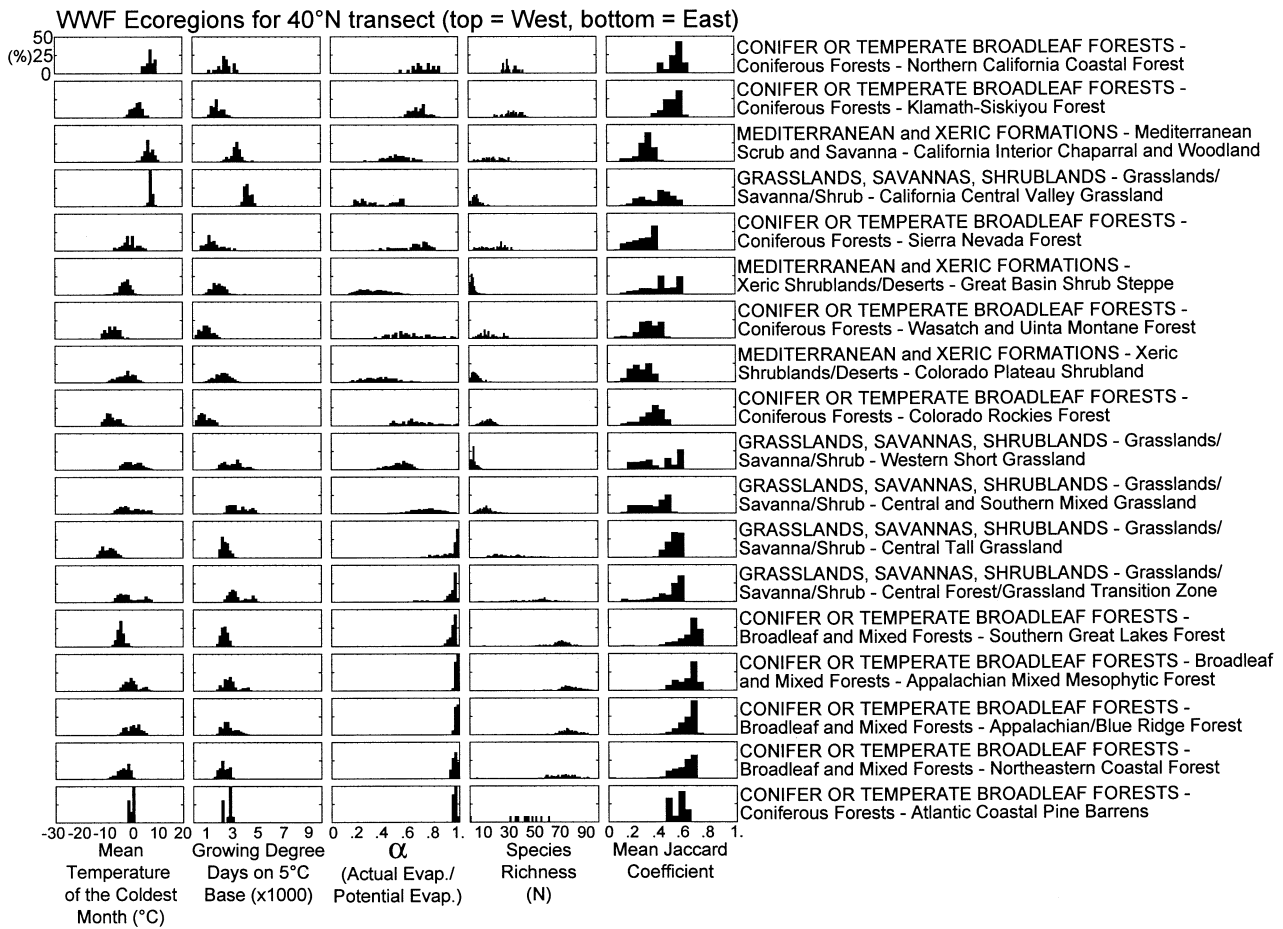 WWF Ecoregions for 40°N transect (top = West, bottom = East)
50
(%)25
0
CONIFER OR TEMPERATE BROADLEAF FORESTS -
Coniferous Forests - Northern California Coastal Forest
CONIFER OR TEMPERATE BROADLEAF FORESTS -
Coniferous Forests - Klamath-Siskiyou Forest
MEDITERRANEAN and XERIC FORMATIONS - Mediterranean
Scrub and Savanna - California Interior Chaparral and Woodland
GRASSLANDS, SAVANNAS, SHRUBLANDS - Grasslands/
Savanna/Shrub - California Central Valley Grassland
CONIFER OR TEMPERATE BROADLEAF FORESTS -
Coniferous Forests - Sierra Nevada Forest
MEDITERRANEAN and XERIC FORMATIONS -
Xeric Shrublands/Deserts - Great Basin Shrub Steppe
CONIFER OR TEMPERATE BROADLEAF FORESTS -
Coniferous Forests - Wasatch and Uinta Montane Forest
MEDITERRANEAN and XERIC FORMATIONS - Xeric
Shrublands/Deserts - Colorado Plateau Shrubland
CONIFER OR TEMPERATE BROADLEAF FORESTS -
Coniferous Forests - Colorado Rockies Forest
GRASSLANDS, SAVANNAS, SHRUBLANDS - Grasslands/
Savanna/Shrub - Western Short Grassland
GRASSLANDS, SAVANNAS, SHRUBLANDS - Grasslands/
Savanna/Shrub - Central and Southern Mixed Grassland
GRASSLANDS, SAVANNAS, SHRUBLANDS - Grasslands/
Savanna/Shrub - Central Tall Grassland
GRASSLANDS, SAVANNAS, SHRUBLANDS - Grasslands/
Savanna/Shrub - Central Forest/Grassland Transition Zone
CONIFER OR TEMPERATE BROADLEAF FORESTS -
Broadleaf and Mixed Forests - Southern Great Lakes Forest
CONIFER OR TEMPERATE BROADLEAF FORESTS - Broadleaf
and Mixed Forests - Appalachian Mixed Mesophytic Forest
CONIFER OR TEMPERATE BROADLEAF FORESTS -
Broadleaf and Mixed Forests - Appalachian/Blue Ridge Forest
CONIFER OR TEMPERATE BROADLEAF FORESTS -
Broadleaf and Mixed Forests - Northeastern Coastal Forest
CONIFER OR TEMPERATE BROADLEAF FORESTS -
Coniferous Forests - Atlantic Coastal Pine Barrens
-30 -20 -10 0 10 20
Mean
Temperature
of the Coldest
Month (°C)
1 3 5 7 9
Growing Degree
Days on 5°C
Base (x1000)
0 .2 .4 .6 .8 1.
α
(Actual Evap./
Potential Evap.)
10 30 50 70 90
Species
Richness
(N)
0 .2 .4 .6 .8 1.
Mean Jaccard
Coefficient